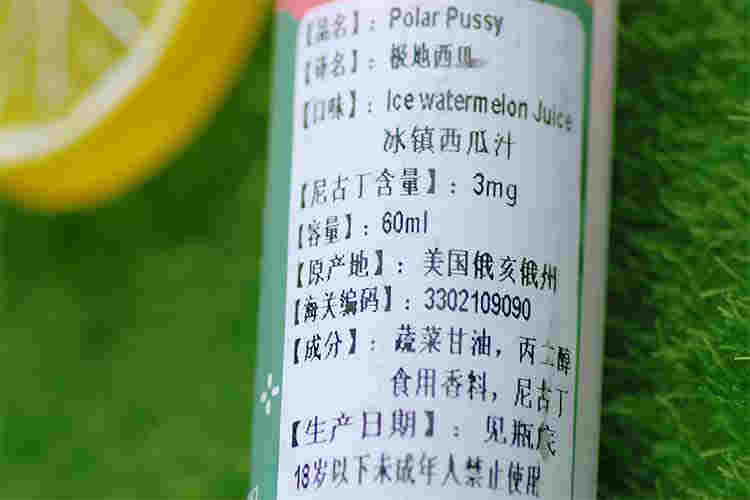 【品名】：Polar Pussy
【译名】：极地西瓜
【口味】：Ice watermelon Juice
冰镇西瓜汁
【尼古丁含量】：3mg
【容量】：60ml
【原产地】：美国俄亥俄州
【海关编码】：3302109090
【成分】：蔬菜甘油，丙二醇
食用香料，尼古丁
【生产日期】：见瓶底
18岁以下未成年人禁止使用